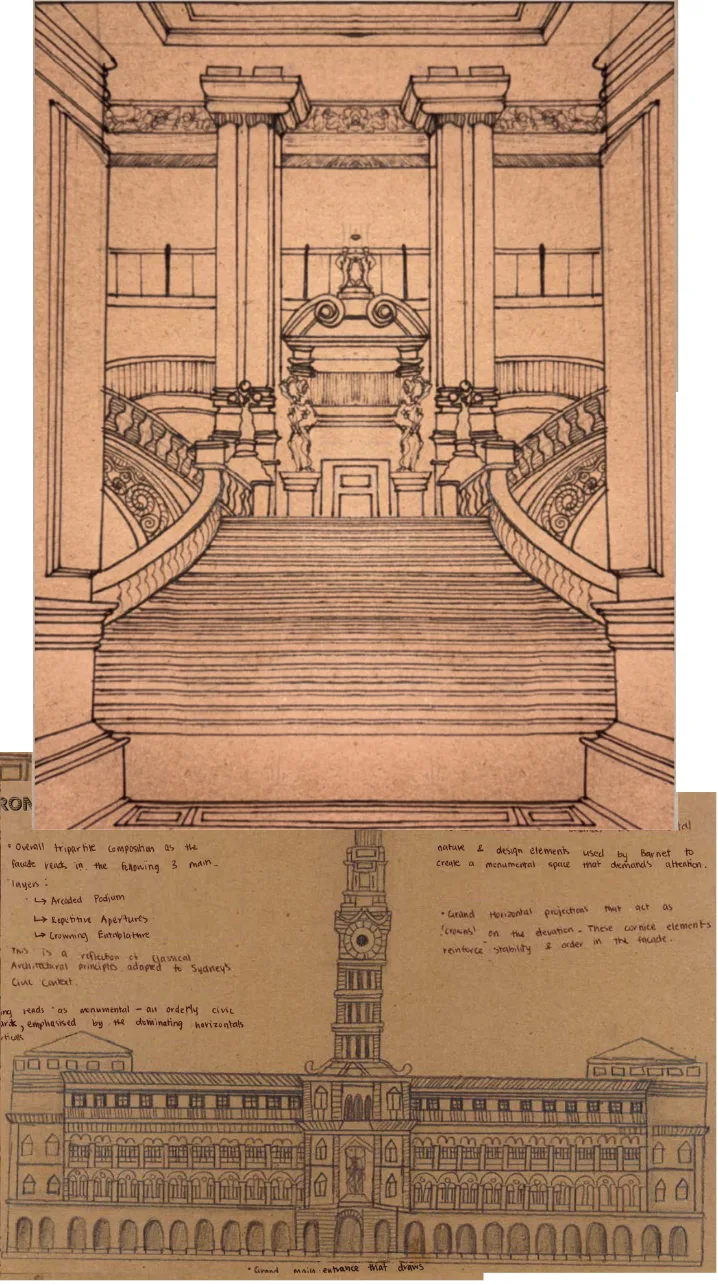 RON
• Overall tripartite composition as the
facade reads in the following 3 main
layers :
↳ Arcaded Podium
↳ Repetitive Apertures
↳ Crowning Entablature
This is a reflection of Classical
Architectural principles adapted to Sydney's
Civic Context.
ing reads as monumental – an orderly civic
emphasised by the dominating horizontals
nature & design elements used by Barnet to
create a monumental space that demands attention.
• Grand Horizontal projections that act as
'crowns' on the elevation. These cornice elements
reinforce stability & order in the facade.
• Grand main entrance that draws